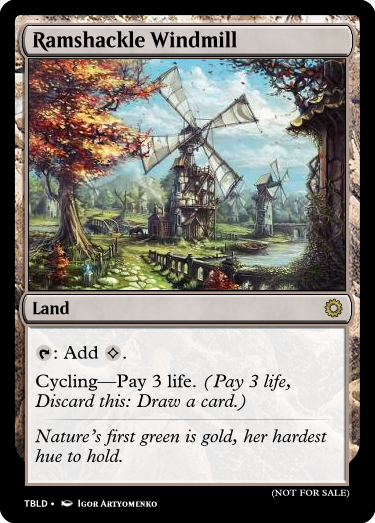 Ramshackle Windmill
Land
: Add .
Cycling—Pay 3 life. (Pay 3 life,
Discard this: Draw a card.)
Nature's first green is gold, her hardest
hue to hold.
(NOT FOR SALE)
TBLD • Igor Artyomenko